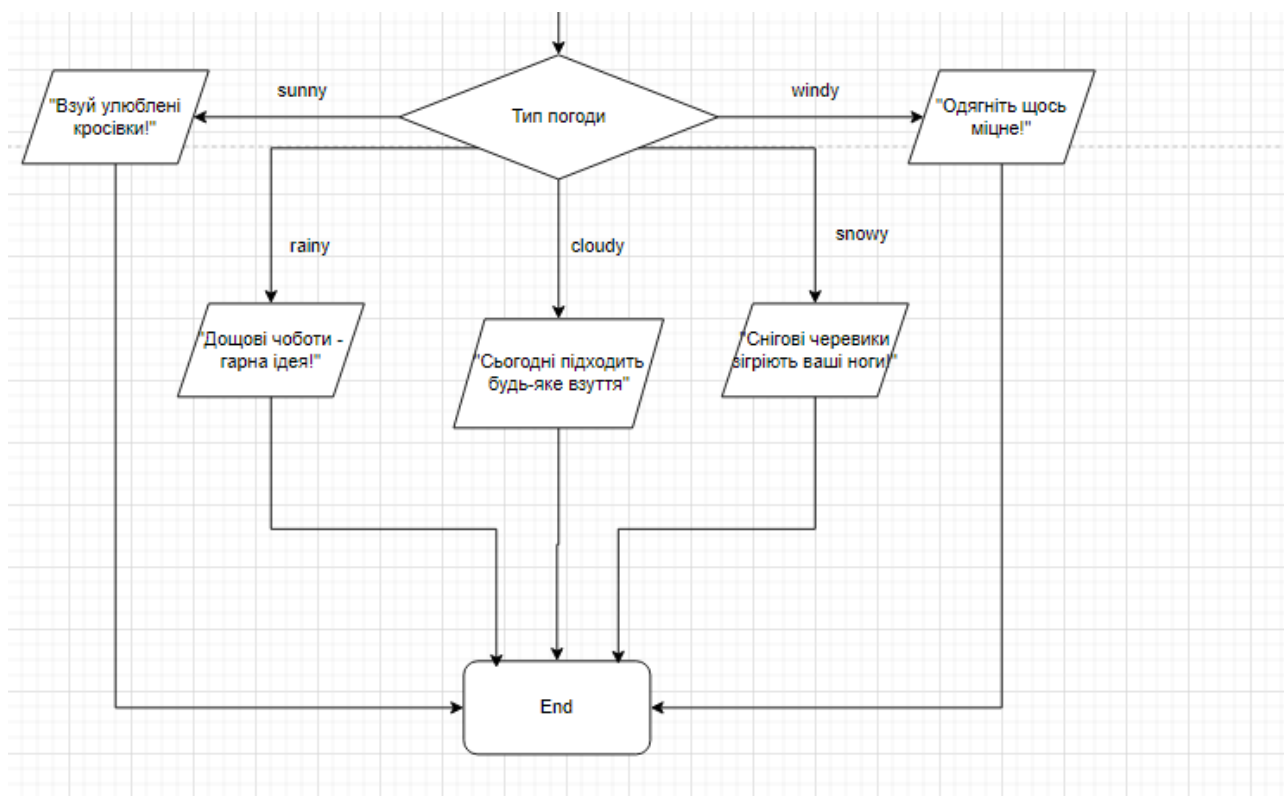 sunny
windy
"Взуй улюблені
кросівки!"
Тип погоди
"Одягніть щось
міцне!"
rainy
cloudy
snowy
"Дощові чоботи -
гарна ідея!"
"Сьогодні підходить
будь-яке взуття"
"Снігові черевики
зігріють ваші ноги!"
End